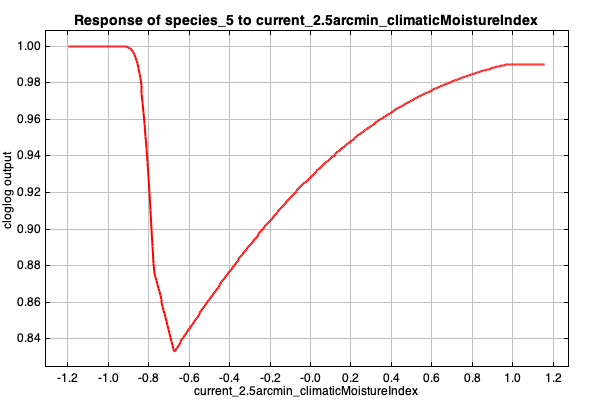 Response of species_5 to current_2.5arcmin_climaticMoistureIndex
1.00
0.98
0.96
0.94
0.92
0.90
0.88
0.86
0.84
cloglog output
-1.2 -1.0 -0.8 -0.6 -0.4 -0.2 -0.0 0.2 0.4 0.6 0.8 1.0 1.2
current_2.5arcmin_climaticMoistureIndex